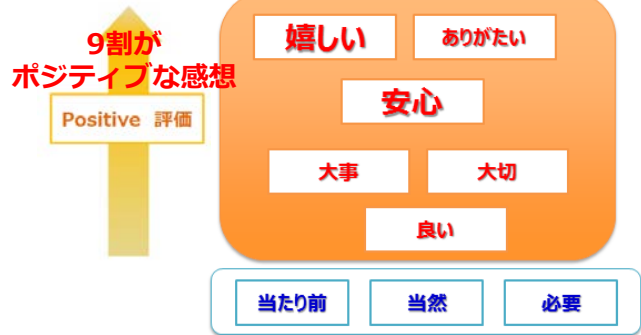 9割が
ポジティブな感想
Positive 評価
嬉しい
ありがたい
安心
大事
大切
良い
当たり前
当然
必要